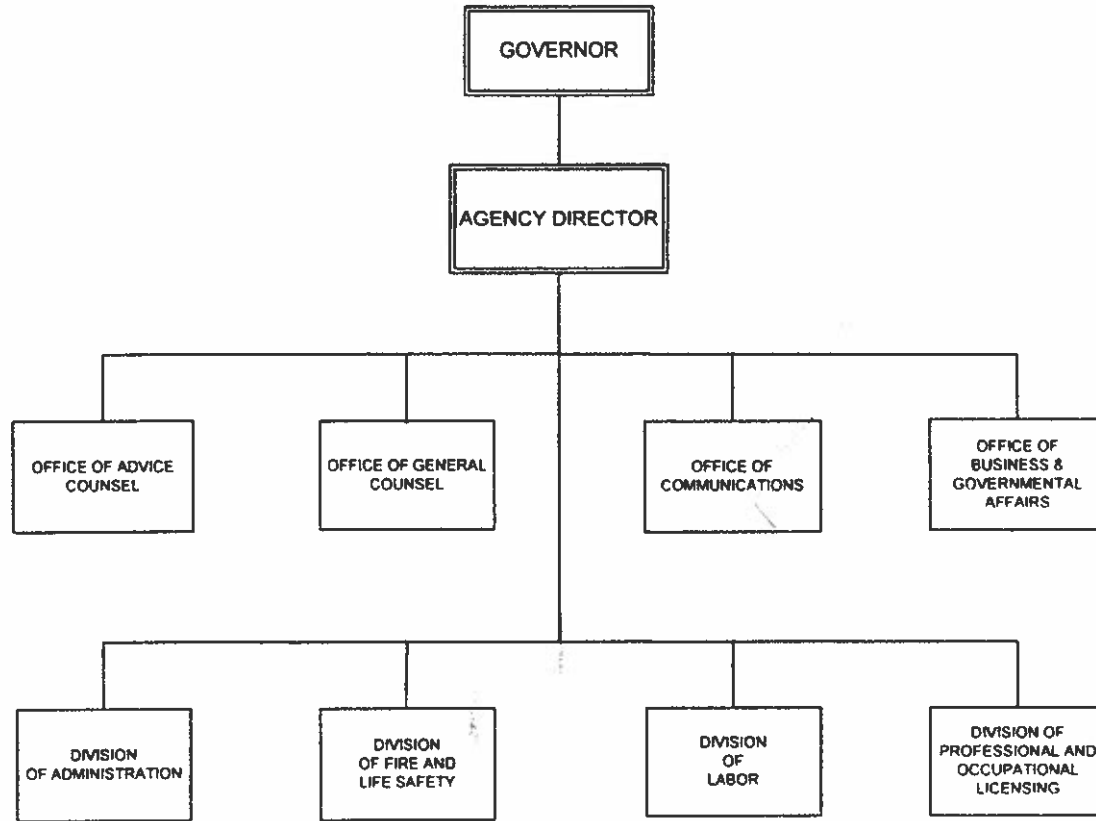 GOVERNOR
AGENCY DIRECTOR
OFFICE OF ADVICE
COUNSEL
OFFICE OF GENERAL
COUNSEL
OFFICE OF
COMMUNICATIONS
OFFICE OF
BUSINESS &
GOVERNMENTAL
AFFAIRS
DIVISION
OF ADMINISTRATION
DIVISION
OF FIRE AND
LIFE SAFETY
DIVISION
OF
LABOR
DIVISION OF
PROFESSIONAL AND
OCCUPATIONAL
LICENSING